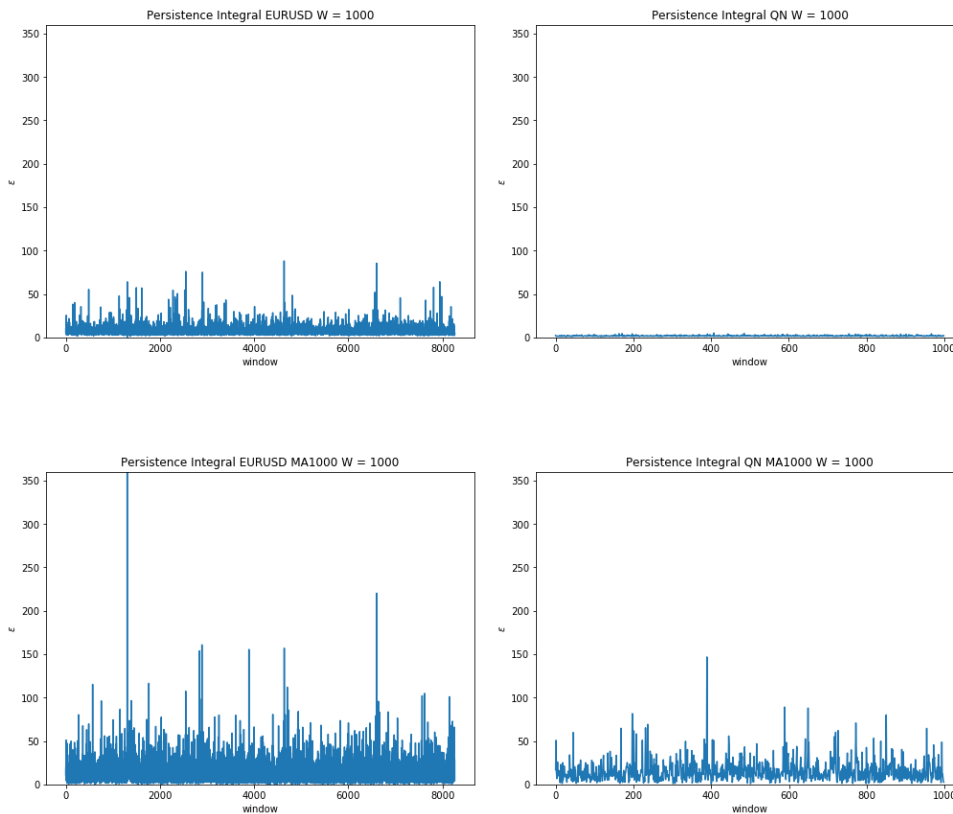 Persistence Integral EURUSD W = 1000
350
300
250
200
150
100
50
0
ε
0 2000 4000 6000 8000
window
Persistence Integral QN W = 1000
350
300
250
200
150
100
50
0
ε
0 200 400 600 800 1000
window
Persistence Integral EURUSD MA1000 W = 1000
350
300
250
200
150
100
50
0
ε
0 2000 4000 6000 8000
window
Persistence Integral QN MA1000 W = 1000
350
300
250
200
150
100
50
0
ε
0 200 400 600 800 1000
window